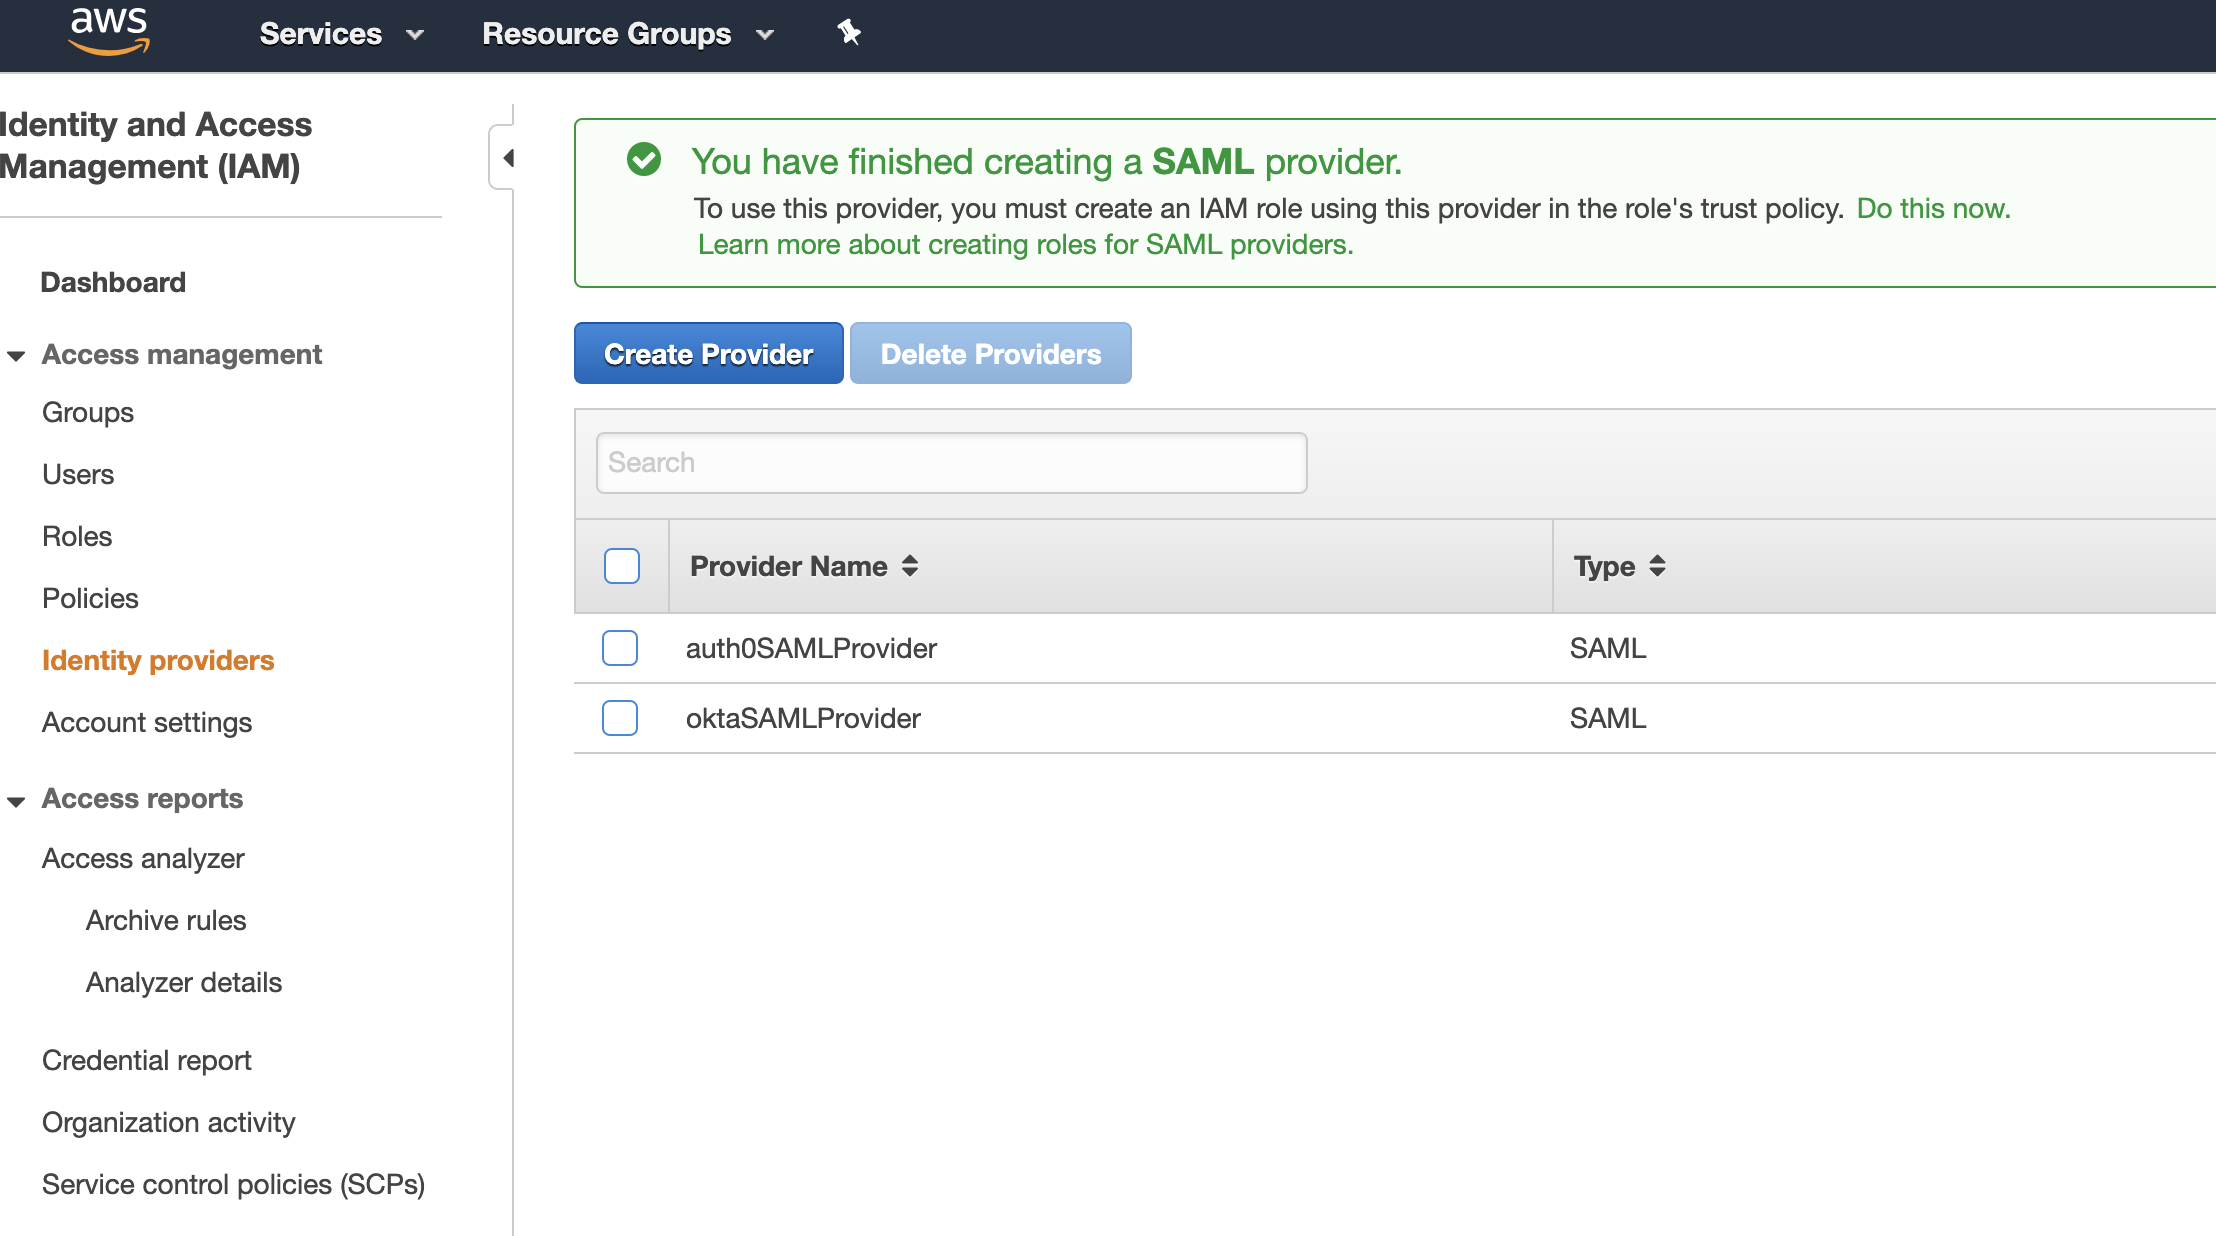 aws
Services
Resource Groups
Identity and Access
Management (IAM)
Dashboard
Access management
Groups
Users
Roles
Policies
Identity providers
Account settings
Access reports
Access analyzer
Archive rules
Analyzer details
Credential report
Organization activity
Service control policies (SCPs)
You have finished creating a SAML provider.
To use this provider, you must create an IAM role using this provider in the role's trust policy. Do this now.
Learn more about creating roles for SAML providers.
Create Provider
Delete Providers
Search
Provider Name
Type
auth0SAMLProvider
SAML
oktaSAMLProvider
SAML